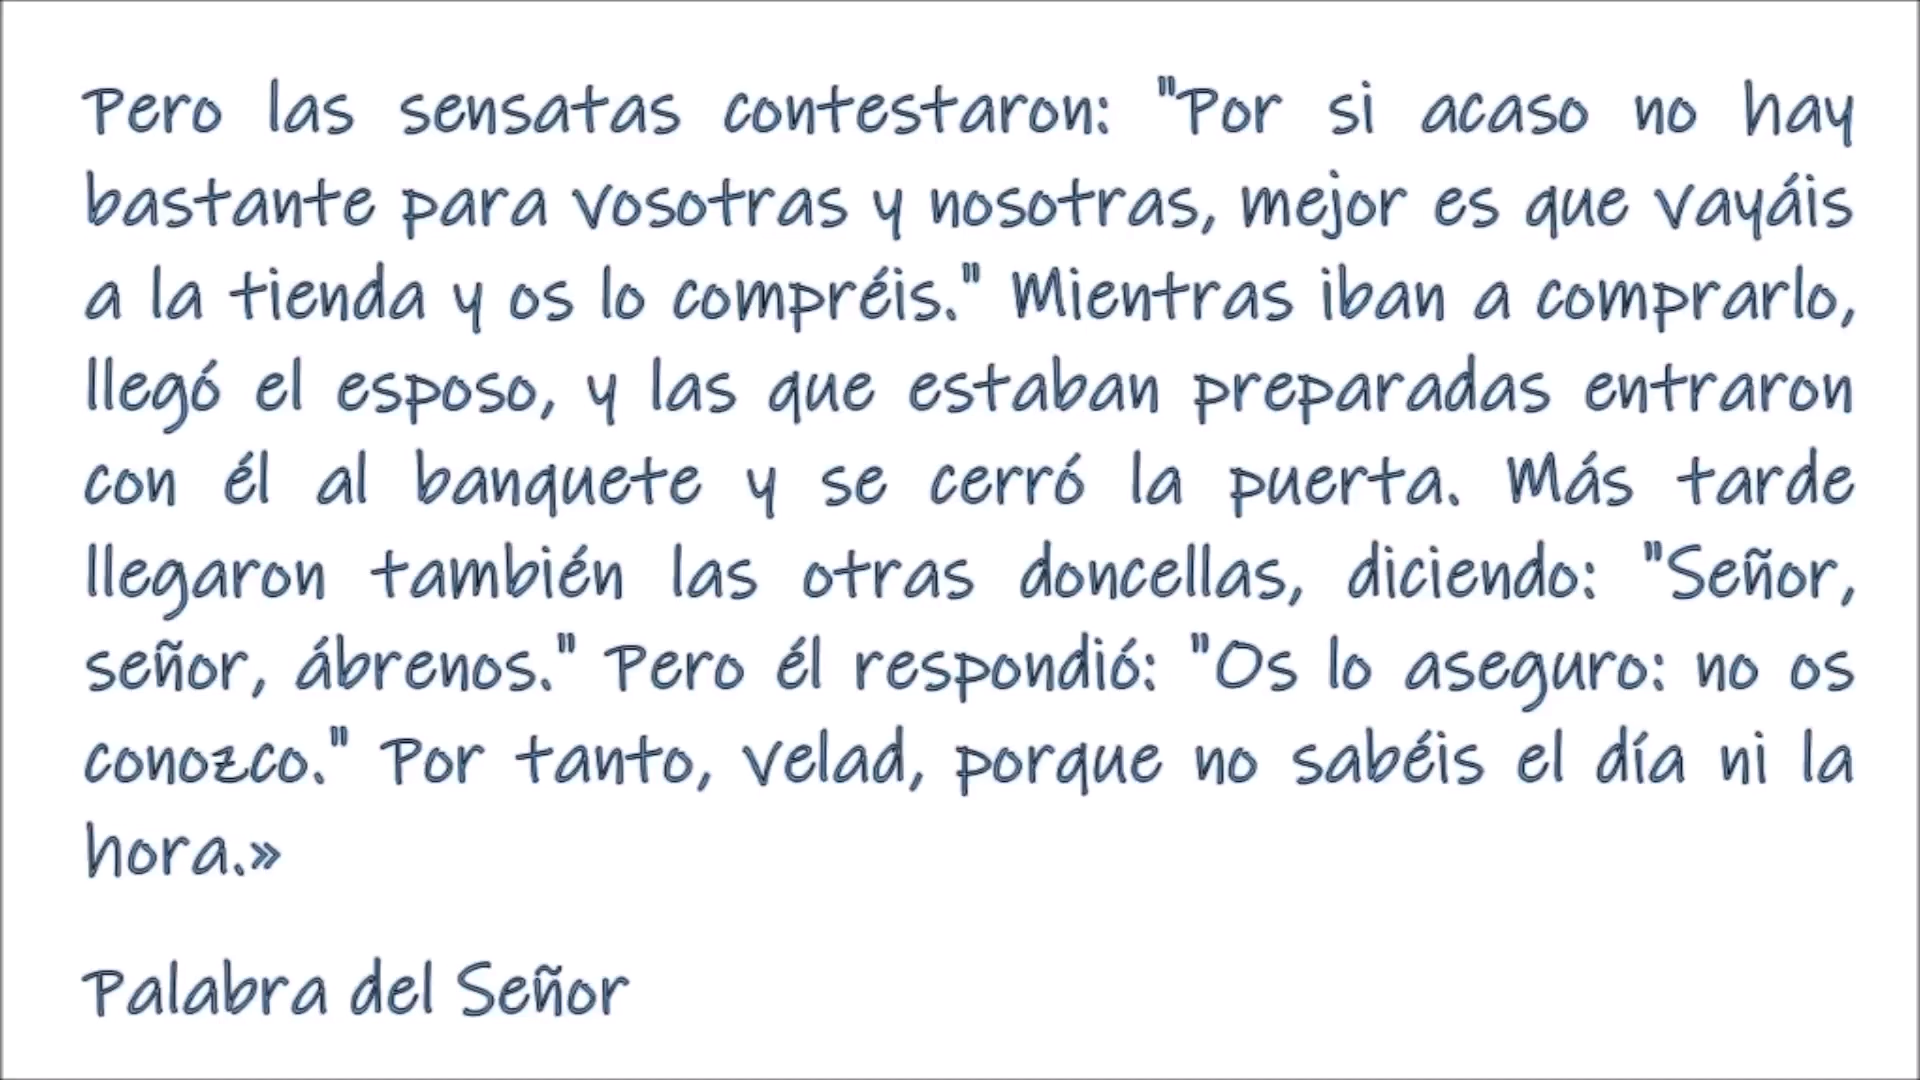 Pero las sensatas contestaron: "Por si acaso no hay
bastante para vosotras y nosotras, mejor es que vayáis
a la tienda y os lo compréis." Mientras iban a comprarlo,
llegó el esposo, y las que estaban preparadas entraron
con él al banquete y se cerró la puerta. Más tarde
llegaron también las otras doncellas, diciendo: "Señor,
señor, ábrenos." Pero él respondió: "Os lo aseguro: no os
conozco." Por tanto, velad, porque no sabéis el día ni la
hora.»
Palabra del Señor